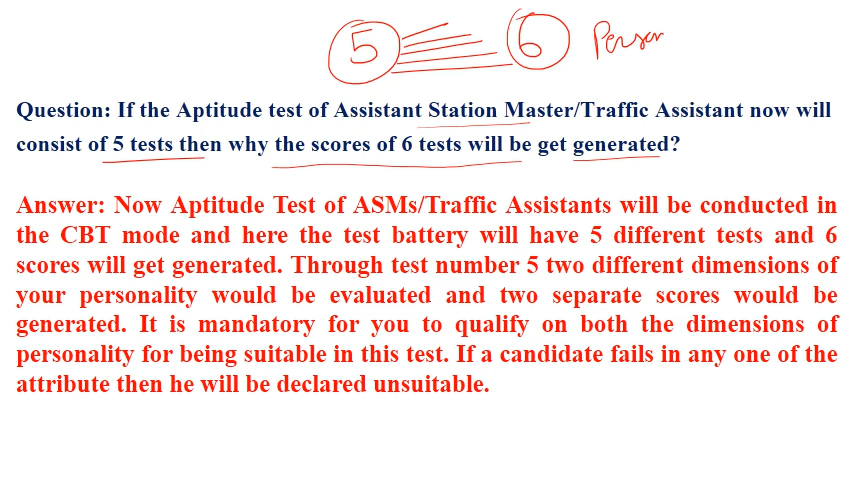 5 6 Person
Question: If the Aptitude test of Assistant Station Master/Traffic Assistant now will
consist of 5 tests then why the scores of 6 tests will be get generated?
Answer: Now Aptitude Test of ASMs/Traffic Assistants will be conducted in
the CBT mode and here the test battery will have 5 different tests and 6
scores will get generated. Through test number 5 two different dimensions of
your personality would be evaluated and two separate scores would be
generated. It is mandatory for you to qualify on both the dimensions of
personality for being suitable in this test. If a candidate fails in any one of the
attribute then he will be declared unsuitable.